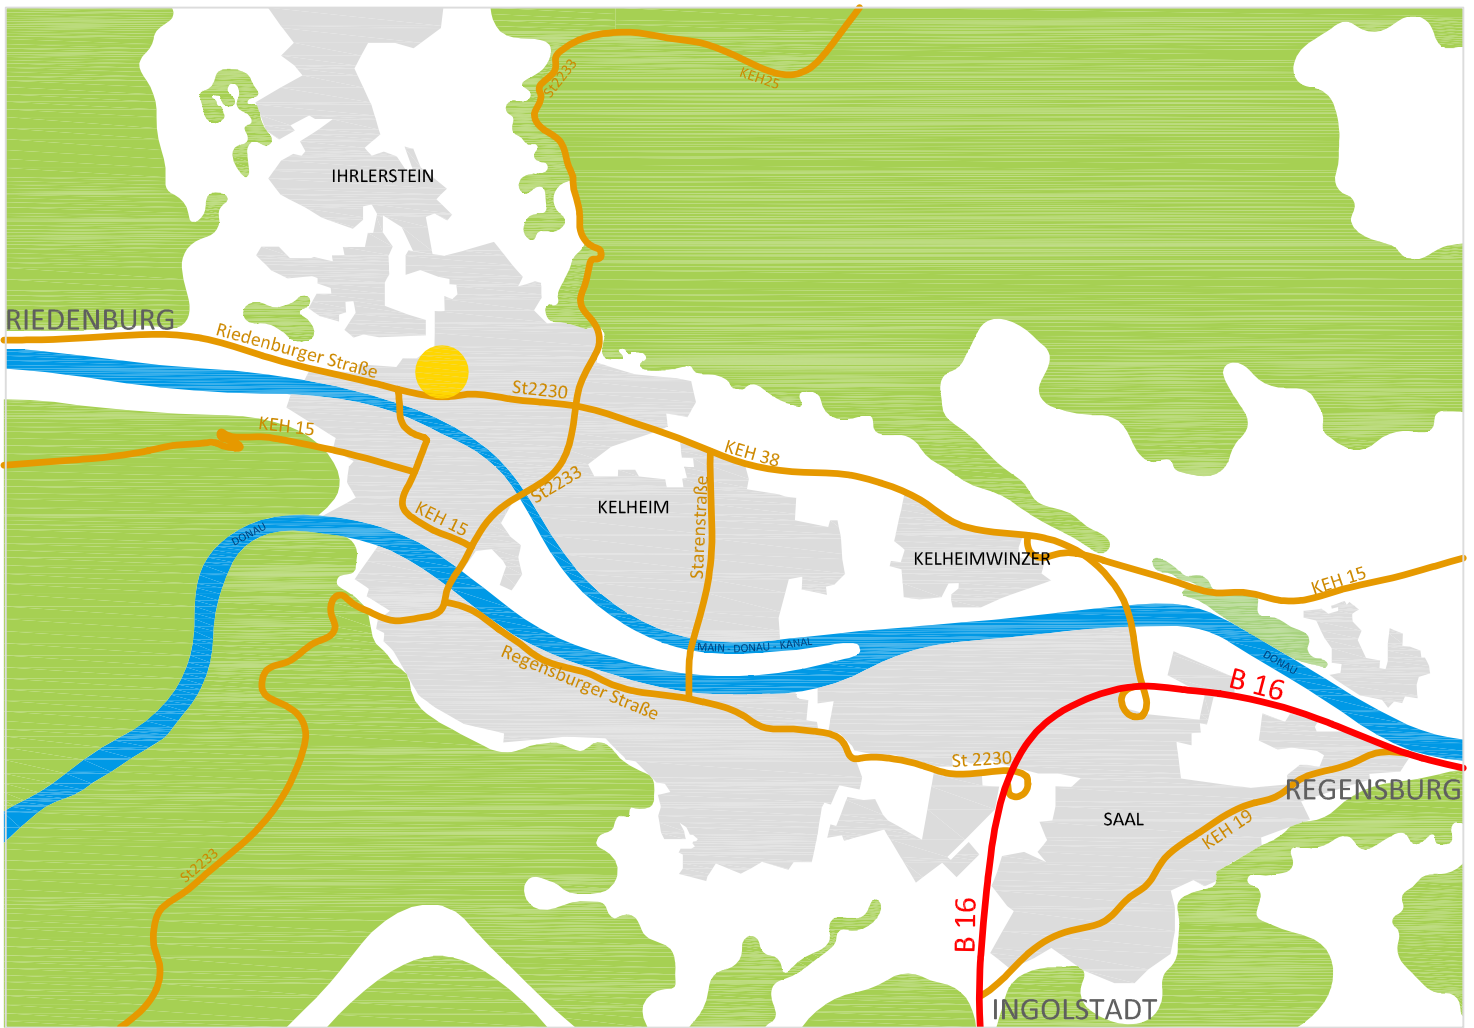 St2233
KEH25
IHRLERSTEIN
RIEDENBURG
Riedenburger Straße
St2230
KEH 15
KEH 38
St2233
Starenstraße
KELHEIM
KEH 15
DONAU
KELHEIMWINZER
KEH 15
MAIN - DONAU - KANAL
Regensburger Straße
DONAU
B 16
St 2230
REGENSBURG
SAAL
KEH 19
St2233
B 16
INGOLSTADT